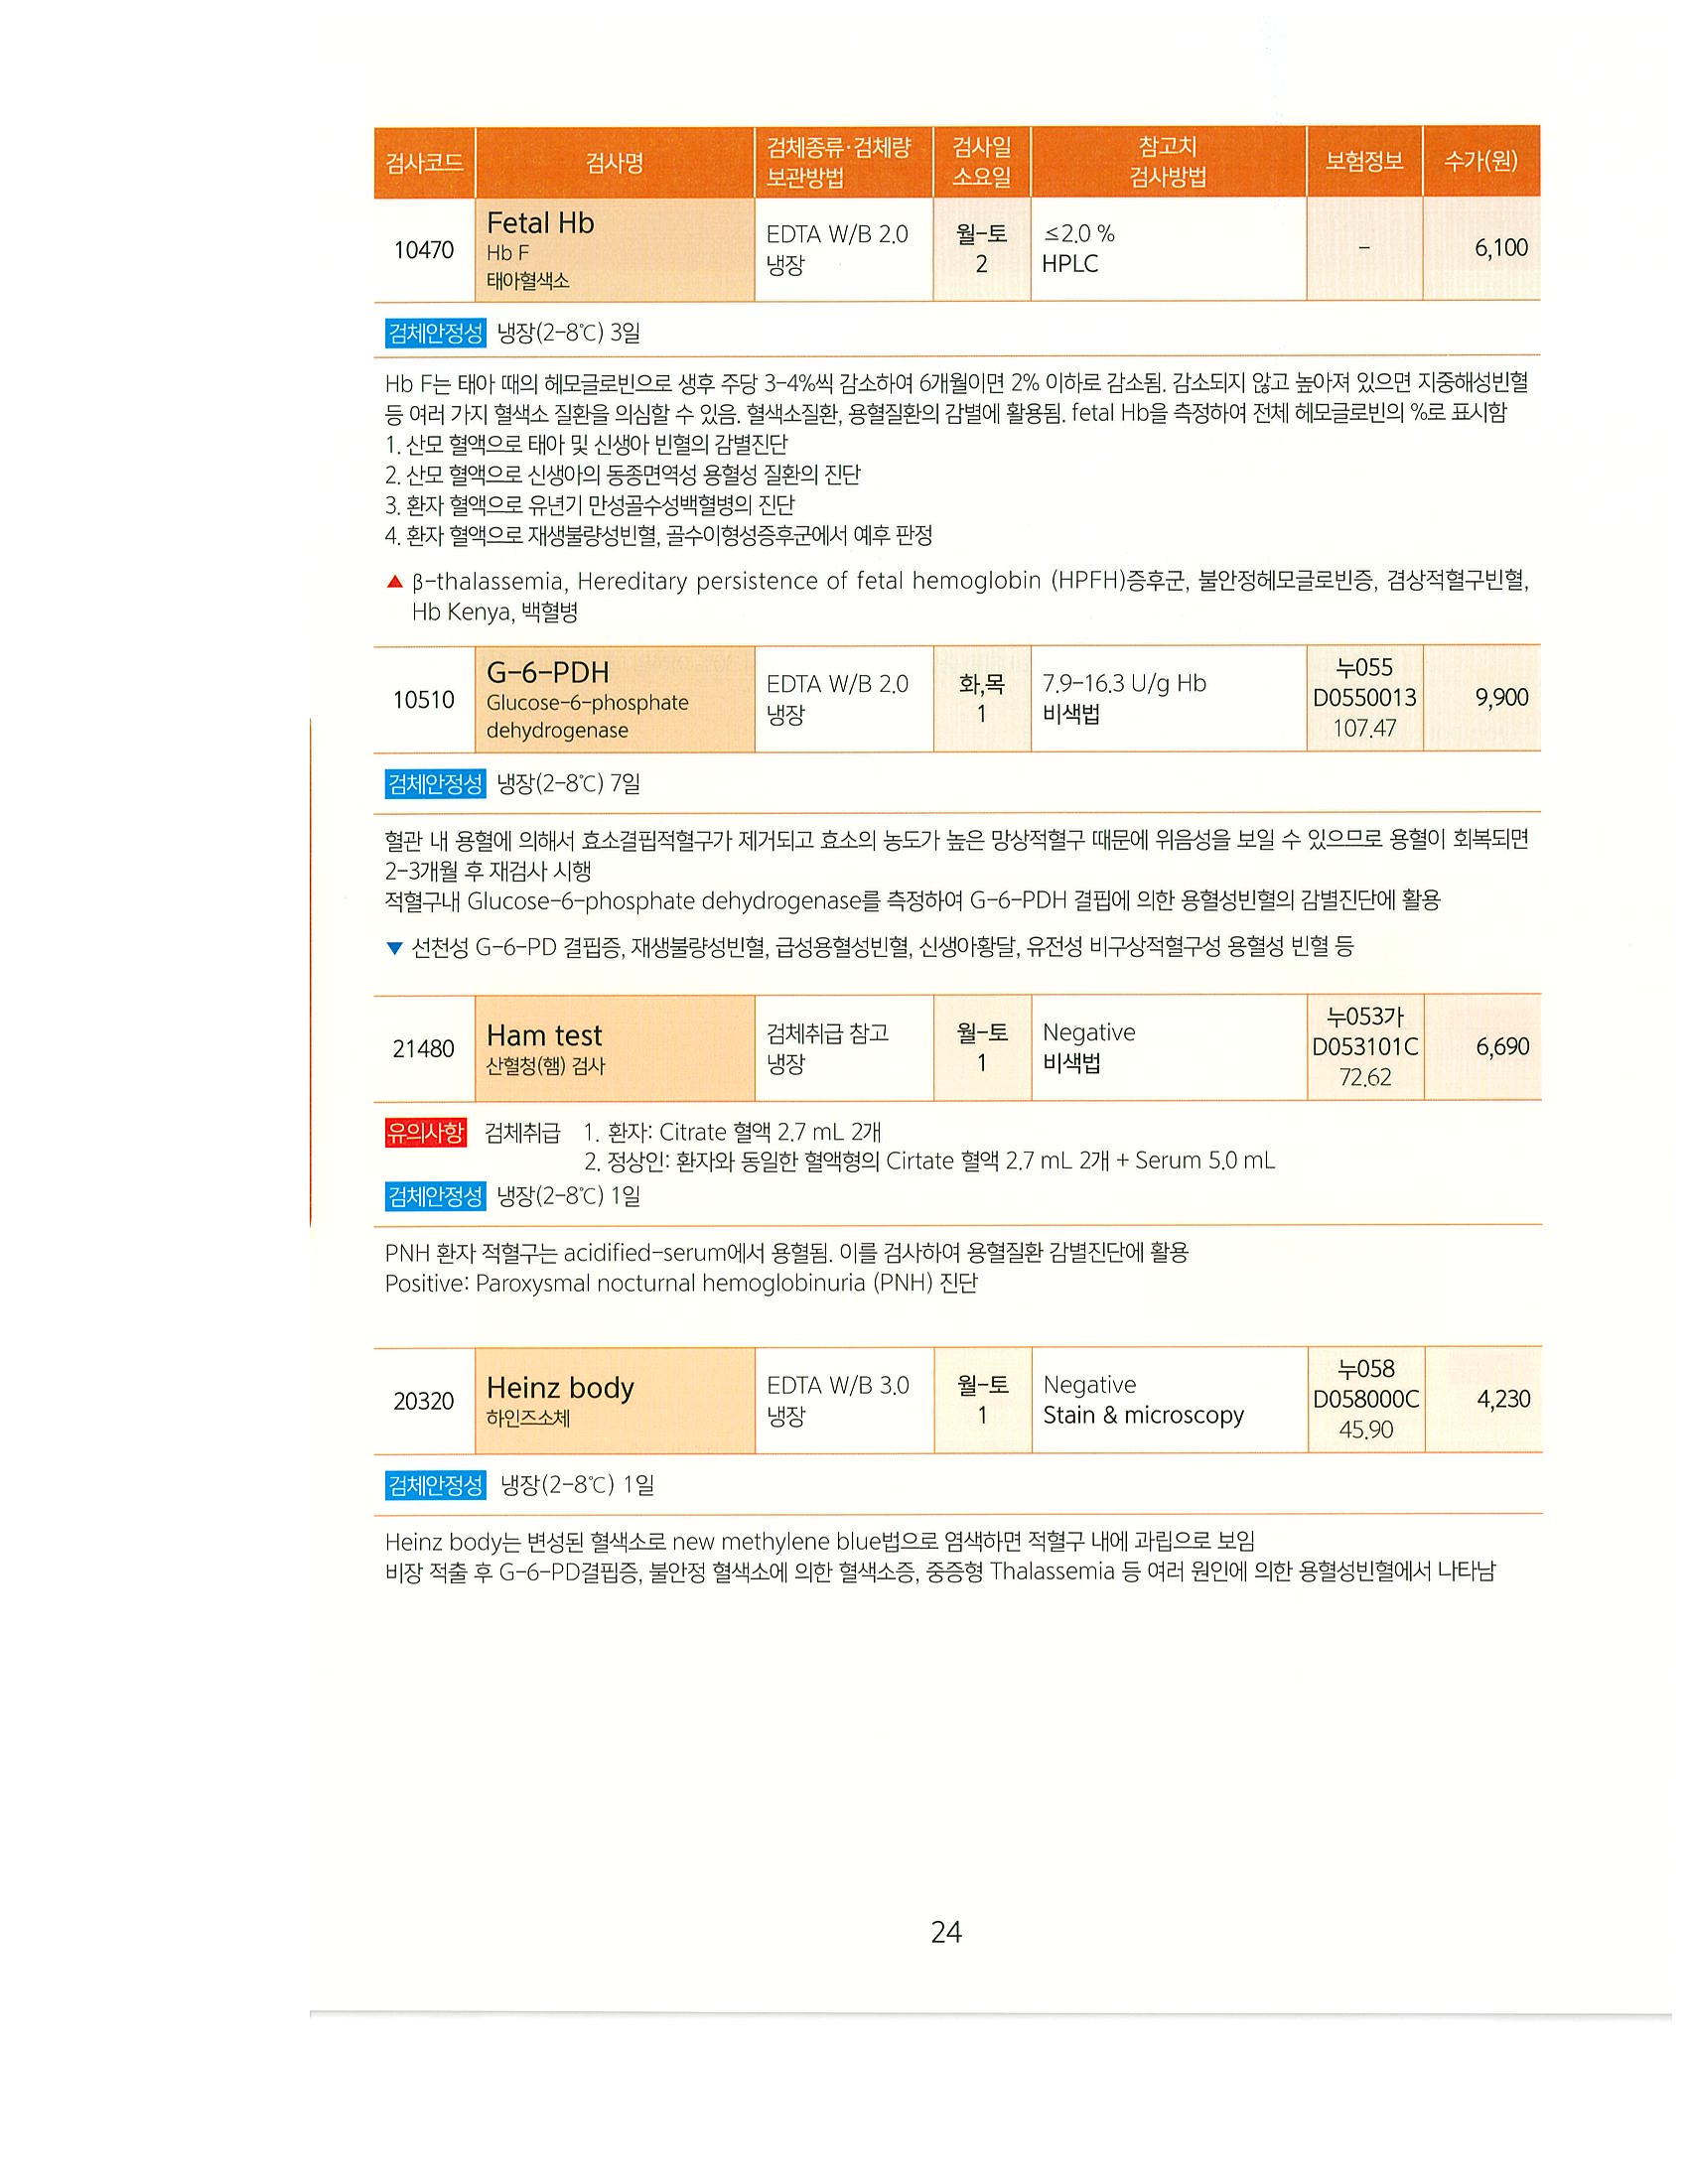 검사코드 검사명 검체종류·검체량 보관방법 검사일 소요일 참고치 검사방법 보험정보 수가(원)
10470 Fetal Hb EDTA W/B 2.0 월-토 ≤2.0 % - 6,100
Hb F 냉장 2 HPLC
태아혈색소
검체안정성 냉장(2-8℃) 3일
Hb F는 태아 때의 헤모글로빈으로 생후 주당 3-4%씩 감소하여 6개월이면 2% 이하로 감소됨. 감소되지 않고 높아져 있으면 지중해성빈혈
등 여러 가지 혈색소 질환을 의심할 수 있음. 혈색소질환, 용혈질환의 감별에 활용됨. fetal Hb을 측정하여 전체 헤모글로빈의 %로 표시함
1. 산모 혈액으로 태아 및 신생아 빈혈의 감별진단
2. 산모 혈액으로 신생아의 동종면역성 용혈성 질환의 진단
3. 환자 혈액으로 유년기 만성골수성백혈병의 진단
4. 환자 혈액으로 재생불량성빈혈, 골수이형성증후군에서 예후 판정
▲ β-thalassemia, Hereditary persistence of fetal hemoglobin (HPFH)증후군, 불안정헤모글로빈증, 겸상적혈구빈혈,
Hb Kenya, 백혈병
10510 G-6-PDH EDTA W/B 2.0 화,목 7.9-16.3 U/g Hb 누055 9,900
Glucose-6-phosphate 냉장 1 비색법 D0550013
dehydrogenase 107.47
검체안정성 냉장(2-8℃) 7일
혈관 내 용혈에 의해서 효소결핍적혈구가 제거되고 효소의 농도가 높은 망상적혈구 때문에 위음성을 보일 수 있으므로 용혈이 회복되면
2-3개월 후 재검사 시행
적혈구내 Glucose-6-phosphate dehydrogenase를 측정하여 G-6-PDH 결핍에 의한 용혈성빈혈의 감별진단에 활용
▼ 선천성 G-6-PD 결핍증, 재생불량성빈혈, 급성용혈성빈혈, 신생아황달, 유전성 비구상적혈구성 용혈성 빈혈 등
21480 Ham test 검체취급 참고 월-토 Negative 누053가 6,690
산혈청(햄) 검사 냉장 1 비색법 D053101C
72.62
유의사항 검체취급 1. 환자: Citrate 혈액 2.7 mL 2개
2. 정상인: 환자와 동일한 혈액형의 Cirtate 혈액 2.7 mL 2개 + Serum 5.0 mL
검체안정성 냉장(2-8℃) 1일
PNH 환자 적혈구는 acidified-serum에서 용혈됨. 이를 검사하여 용혈질환 감별진단에 활용
Positive: Paroxysmal nocturnal hemoglobinuria (PNH) 진단
20320 Heinz body EDTA W/B 3.0 월-토 Negative 누058 4,230
하인즈소체 냉장 1 Stain & microscopy D058000C
45.90
검체안정성 냉장(2-8℃) 1일
Heinz body는 변성된 혈색소로 new methylene blue법으로 염색하면 적혈구 내에 과립으로 보임
비장 적출 후 G-6-PD결핍증, 불안정 혈색소에 의한 혈색소증, 중증형 Thalassemia 등 여러 원인에 의한 용혈성빈혈에서 나타남
24